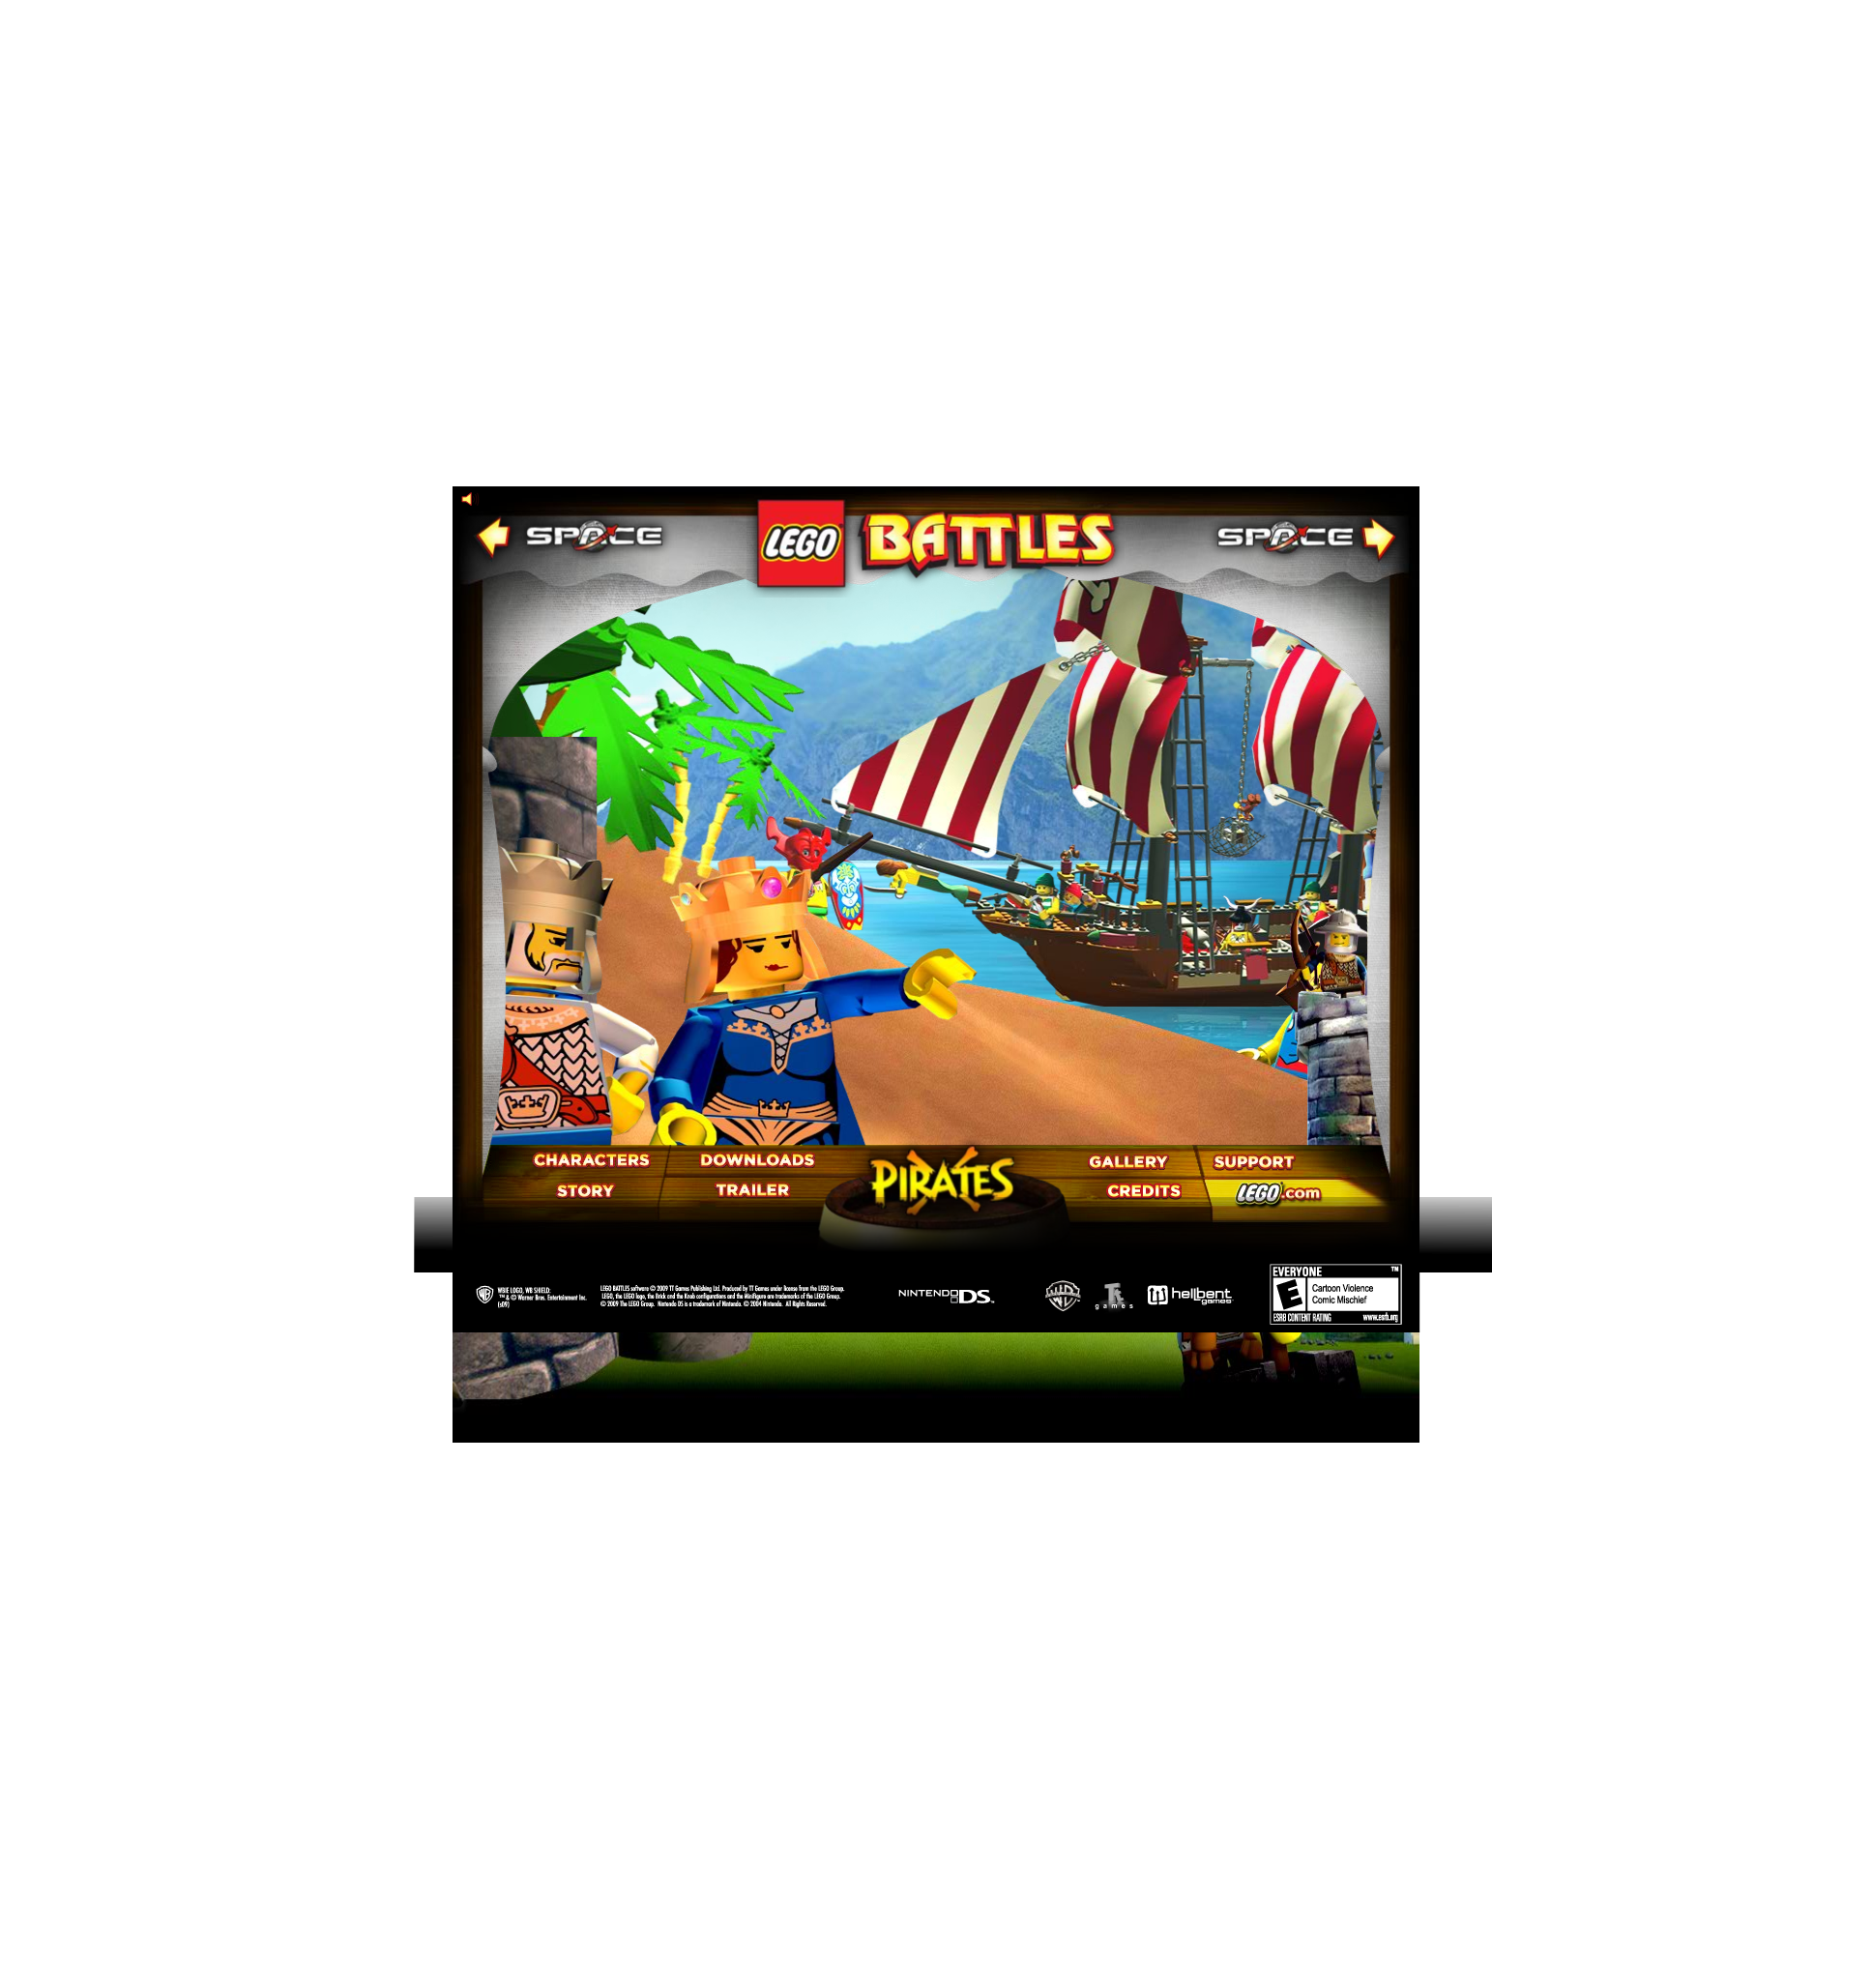 SPACE
LEGO
BATTLES
SPACE
CHARACTERS
DOWNLOADS
PIRATES
GALLERY
SUPPORT
STORY
TRAILER
CREDITS
LEGO.com
WBIE LOGO, WB SHIELD:
™ & © Warner Bros. Entertainment Inc.
(s09)
LEGO BATTLES software © 2009 TT Games Publishing Ltd. Produced by TT Games under license from the LEGO Group.
LEGO, the LEGO logo, the Brick and the Knob configurations and the Minifigure are trademarks of the LEGO Group.
© 2009 The LEGO Group. Nintendo DS is a trademark of Nintendo. © 2004 Nintendo. All Rights Reserved.
NINTENDO DS™
games
hellbent
games
EVERYONE ™
E
Cartoon Violence
Comic Mischief
ESRB CONTENT RATING www.esrb.org